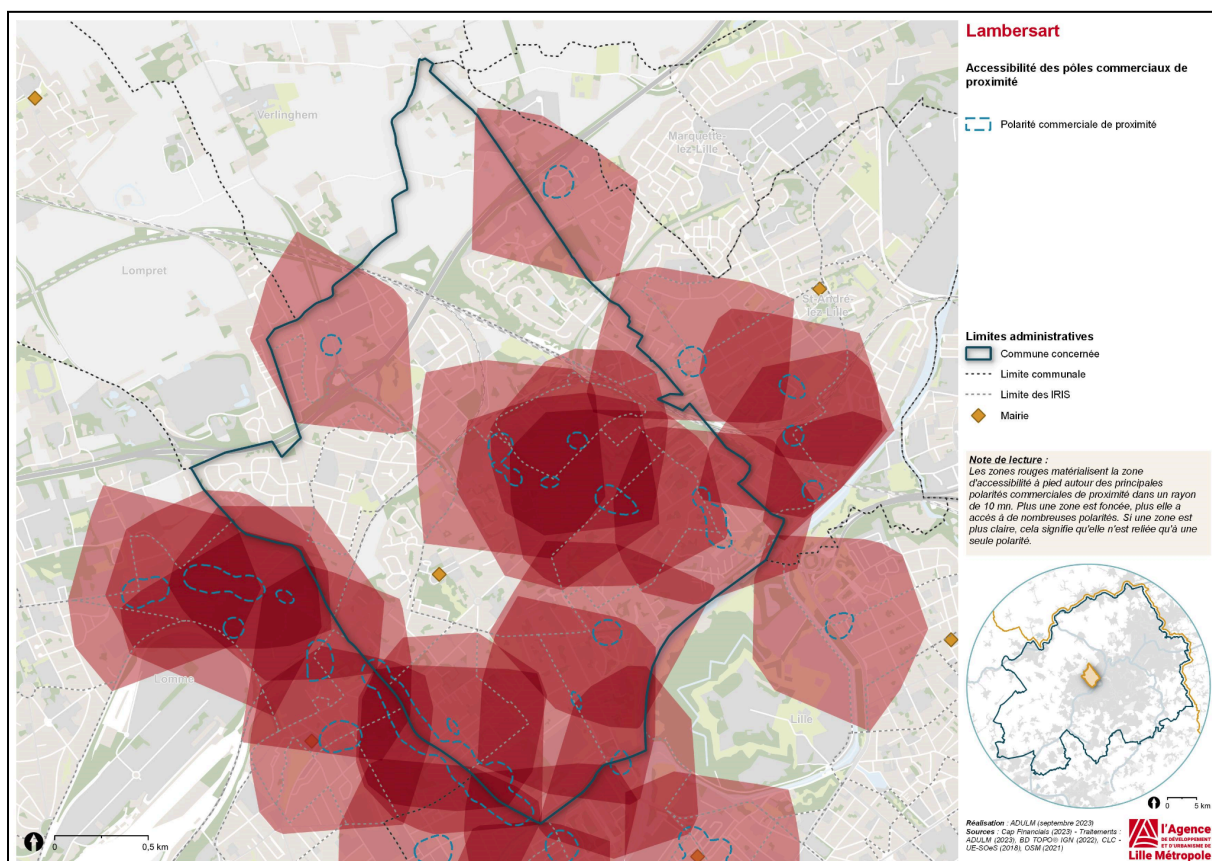 Lambersart
Accessibilité des pôles commerciaux de
proximité
Polarité commerciale de proximité
Limites administratives
Commune concernée
Limite communale
Limite des IRIS
Mairie
Note de lecture :
Les zones rouges matérialisent la zone
d'accessibilité à pied autour des principales
polarités commerciales de proximité dans un rayon
de 10 mn. Plus une zone est foncée, plus elle a
accès à de nombreuses polarités. Si une zone est
plus claire, cela signifie qu'elle n'est reliée qu'à une
seule polarité.
Verlinghem
Marquette-
lez-Lille
Lompret
St-André-
lez-Lille
Lomme
Lille
0
0,5 km
0
5 km
Réalisation : ADULM (septembre 2023)
Sources : Cap Financials (2023) - Traitements :
ADULM (2023), BD TOPO® IGN (2022), CLC -
UE-SOeS (2018), OSM (2021)
l'Agence
DE DÉVELOPPEMENT
ET D'URBANISME DE
Lille Métropole